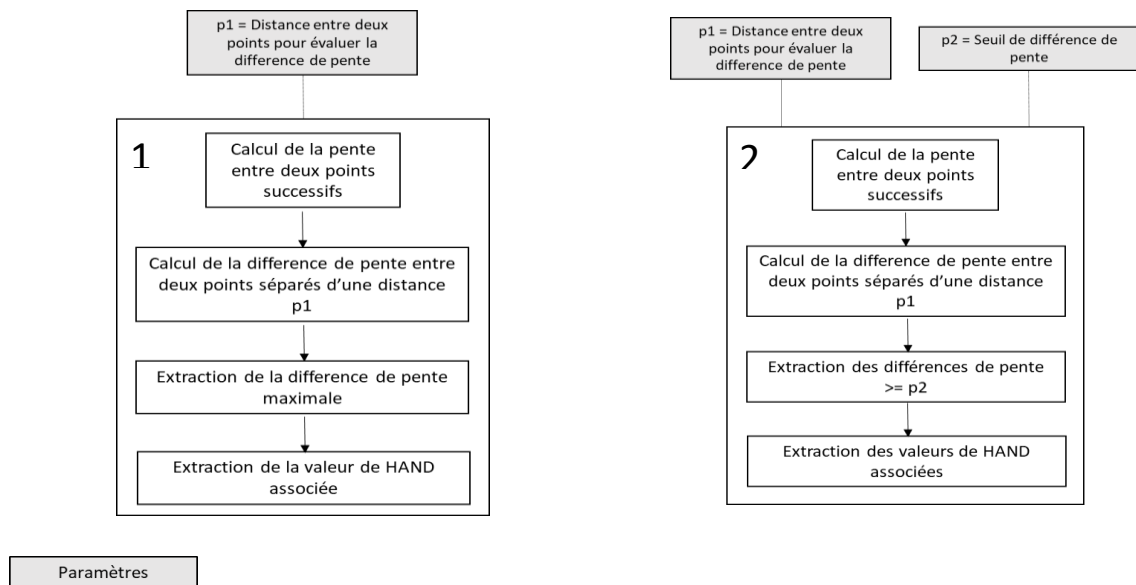 p1 = Distance entre deux
points pour évaluer la
difference de pente
1
Calcul de la pente
entre deux points
successifs
Calcul de la difference de pente entre
deux points séparés d'une distance
p1
Extraction de la difference de pente
maximale
Extraction de la valeur de HAND
associée
p1 = Distance entre deux
points pour évaluer la
difference de pente
p2 = Seuil de différence de
pente
2
Calcul de la pente
entre deux points
successifs
Calcul de la difference de pente entre
deux points séparés d'une distance
p1
Extraction des différences de pente
>= p2
Extraction des valeurs de HAND
associées
Paramètres